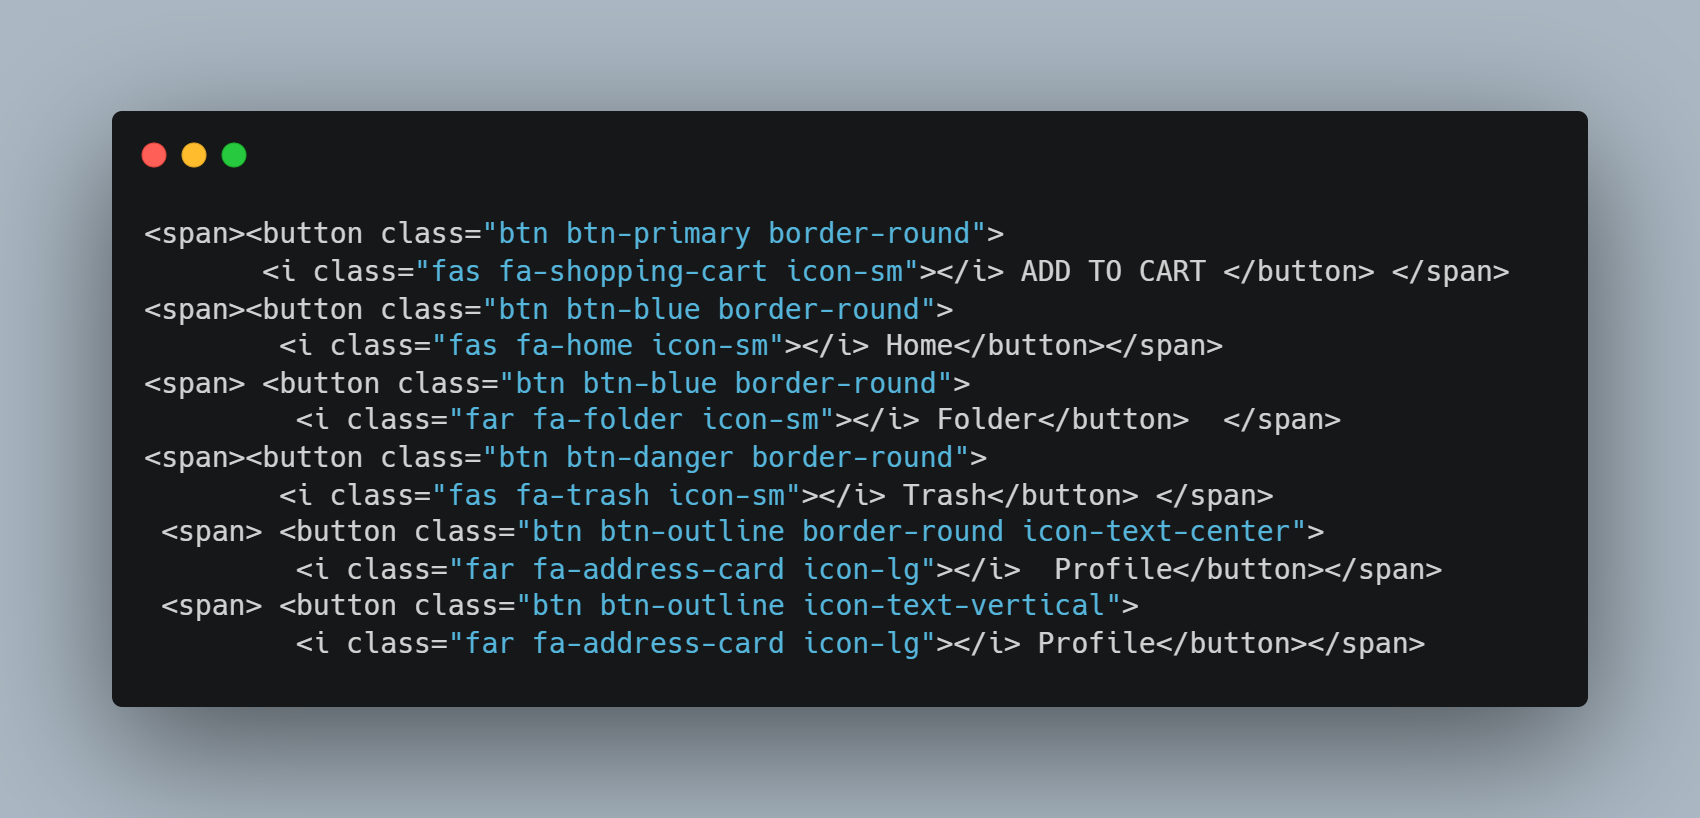 <span><button class="btn btn-primary border-round">
       <i class="fas fa-shopping-cart icon-sm"></i> ADD TO CART </button> </span>
<span><button class="btn btn-blue border-round">
        <i class="fas fa-home icon-sm"></i> Home</button></span>
<span> <button class="btn btn-blue border-round">
         <i class="far fa-folder icon-sm"></i> Folder</button>  </span>
<span><button class="btn btn-danger border-round">
        <i class="fas fa-trash icon-sm"></i> Trash</button> </span>
 <span> <button class="btn btn-outline border-round icon-text-center">
         <i class="far fa-address-card icon-lg"></i>  Profile</button></span>
 <span> <button class="btn btn-outline icon-text-vertical">
         <i class="far fa-address-card icon-lg"></i> Profile</button></span>